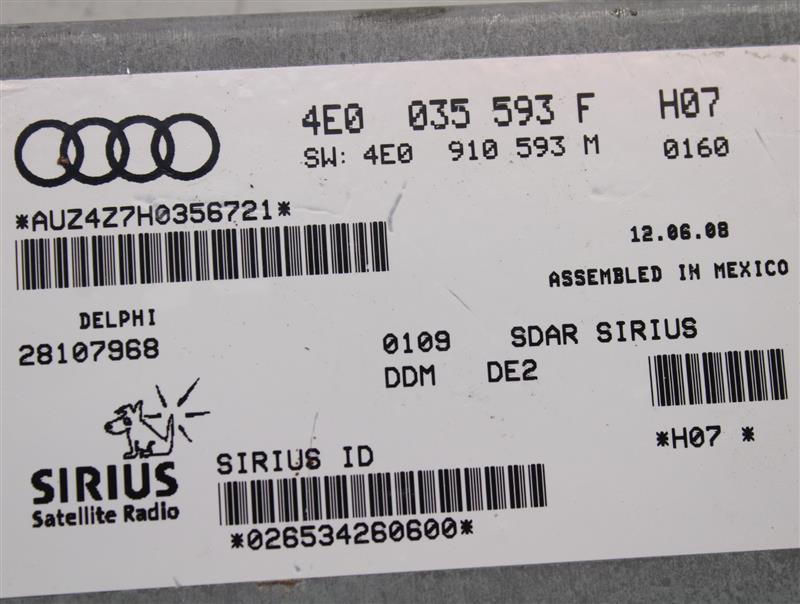 4E0 035 593 F H07
SW: 4E0 910 593 M 0160
*AUZ4Z7H0356721*
12.06.08
ASSEMBLED IN MEXICO
DELPHI
28107968
0109 SDAR SIRIUS
DDM DE2
*H07 *
SIRIUS
Satellite Radio
SIRIUS ID
*026534260600*